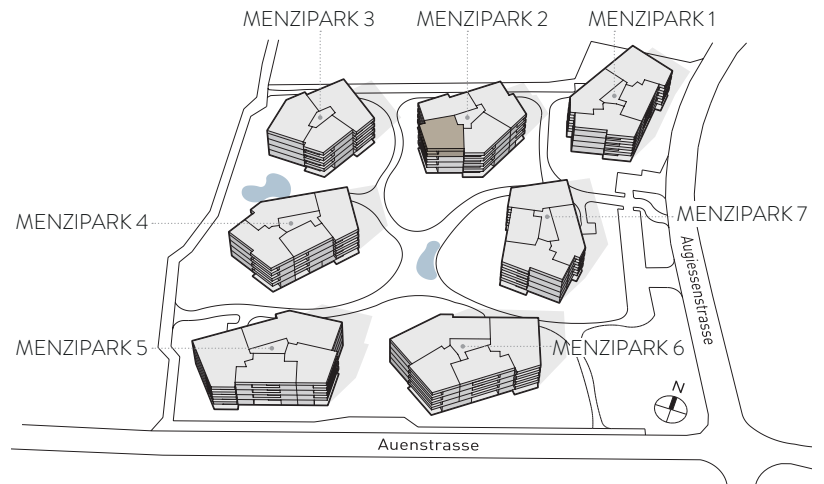 MENZIPARK 3
MENZIPARK 2
MENZIPARK 1
MENZIPARK 4
MENZIPARK 7
Augiessenstrasse
MENZIPARK 5
MENZIPARK 6
N
Auenstrasse